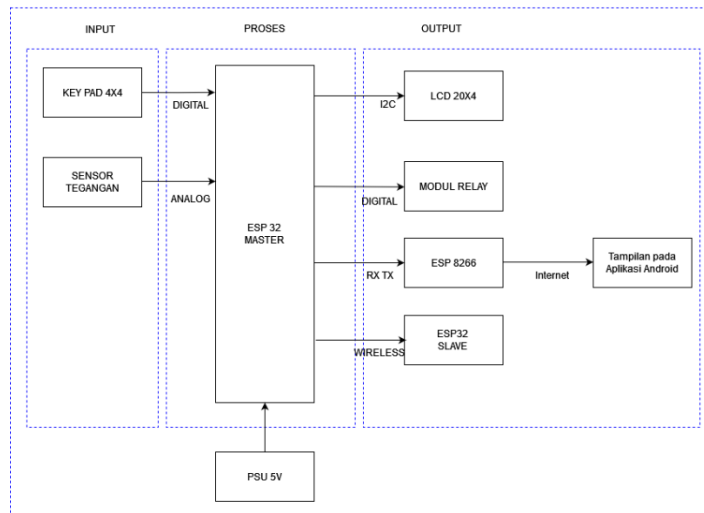 INPUT
PROSES
OUTPUT
KEY PAD 4X4
DIGITAL
SENSOR
TEGANGAN
ANALOG
ESP 32
MASTER
I2C
LCD 20X4
DIGITAL
MODUL RELAY
RX TX
ESP 8266
Internet
Tampilan pada
Aplikasi Android
WIRELESS
ESP32
SLAVE
PSU 5V